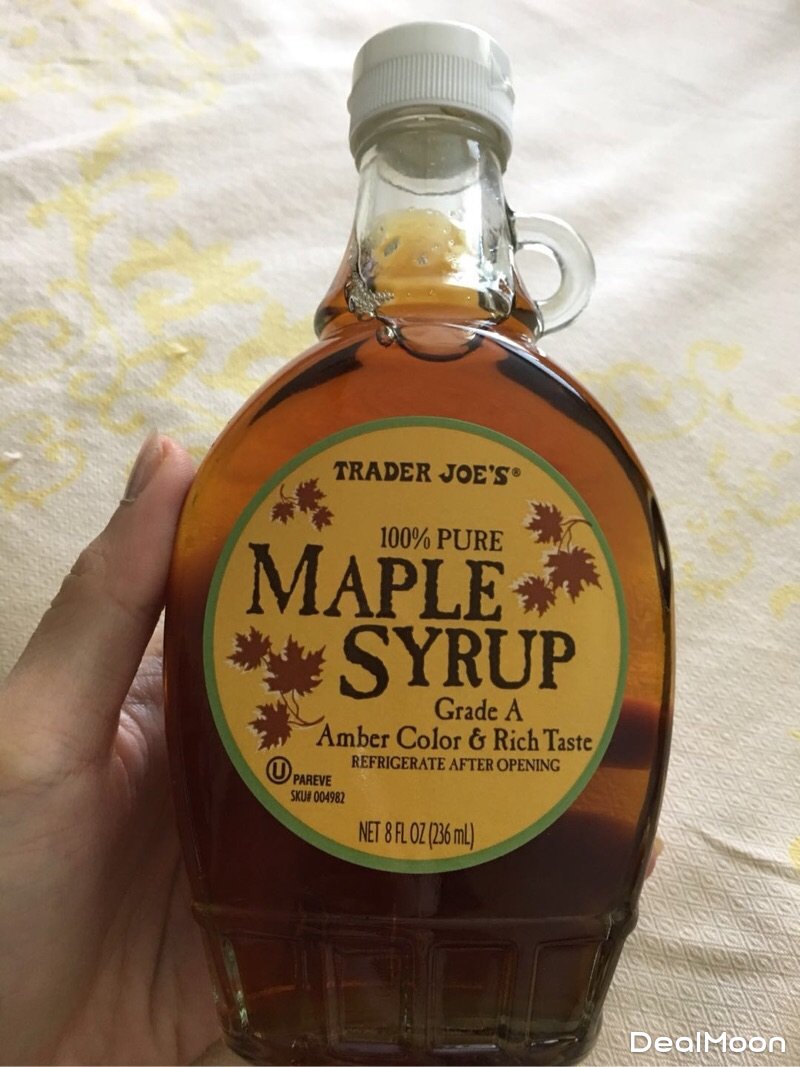 TRADER JOE'S®
100% PURE
MAPLE
SYRUP
Grade A
Amber Color & Rich Taste
REFRIGERATE AFTER OPENING
U PAREVE
SKU# 004982
NET 8 FL OZ (236 mL)
DealMoon